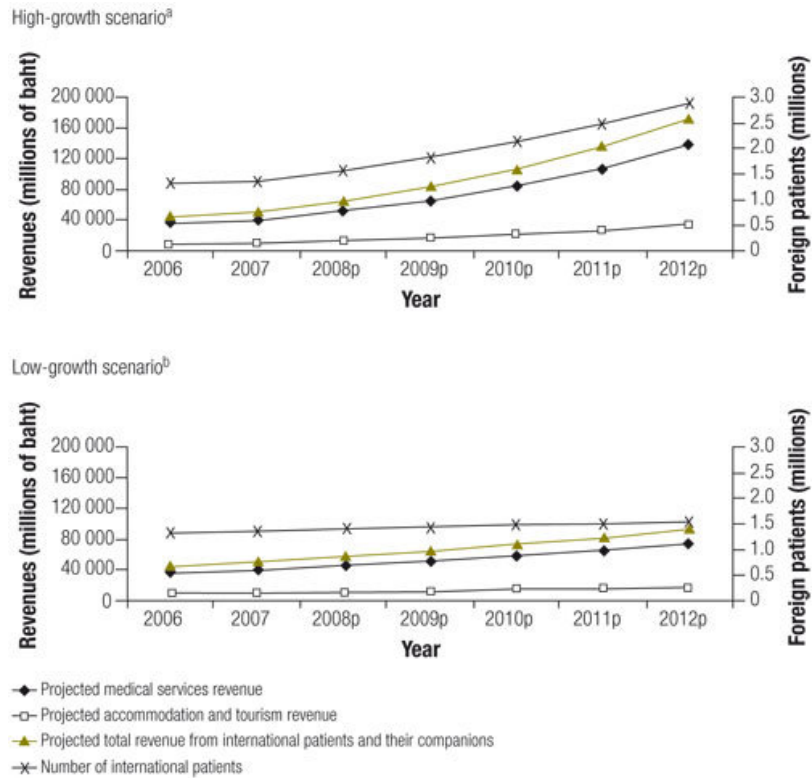 High-growth scenarioᵃ
Revenues (millions of baht)
200 000
160 000
120 000
80 000
40 000
0
3.0
2.5
2.0
1.5
1.0
0.5
0
Foreign patients (millions)
2006 2007 2008p 2009p 2010p 2011p 2012p
Year
Low-growth scenarioᵇ
Revenues (millions of baht)
200 000
160 000
120 000
80 000
40 000
0
3.0
2.5
2.0
1.5
1.0
0.5
0
Foreign patients (millions)
2006 2007 2008p 2009p 2010p 2011p 2012p
Year
Projected medical services revenue
Projected accommodation and tourism revenue
Projected total revenue from international patients and their companions
Number of international patients